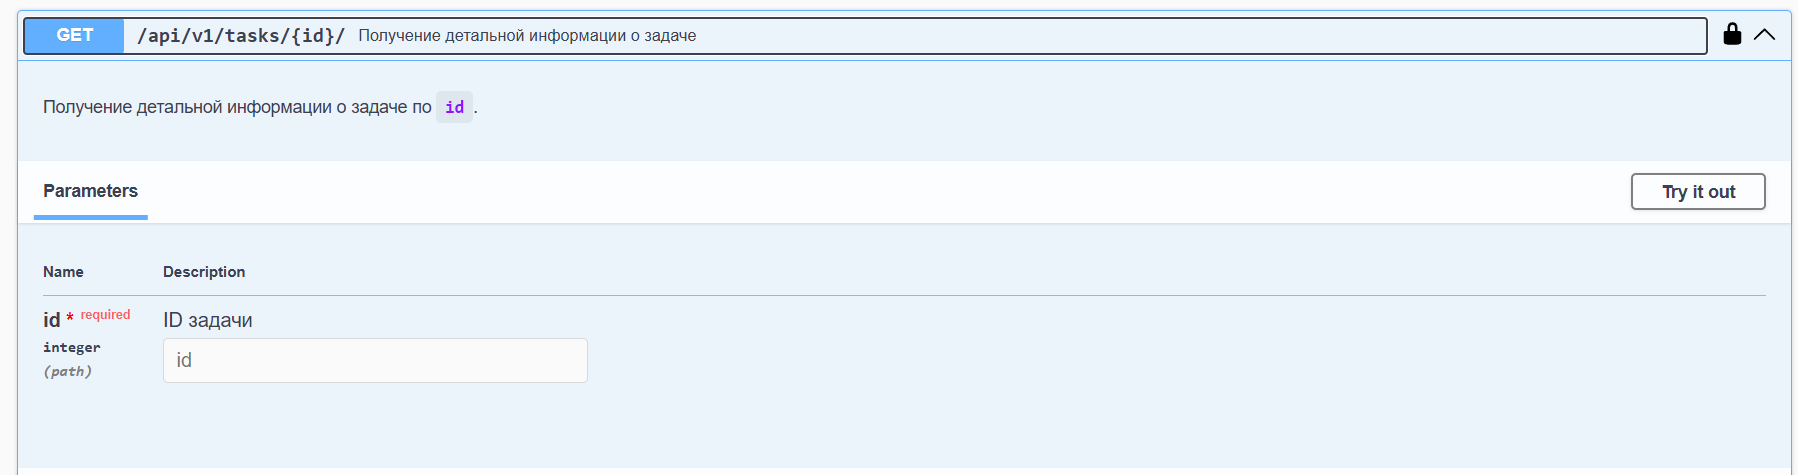 GET /api/v1/tasks/{id}/ Получение детальной информации о задаче
Получение детальной информации о задаче по id.
Parameters
Try it out
Name Description
id * required
integer
(path)
ID задачи
id